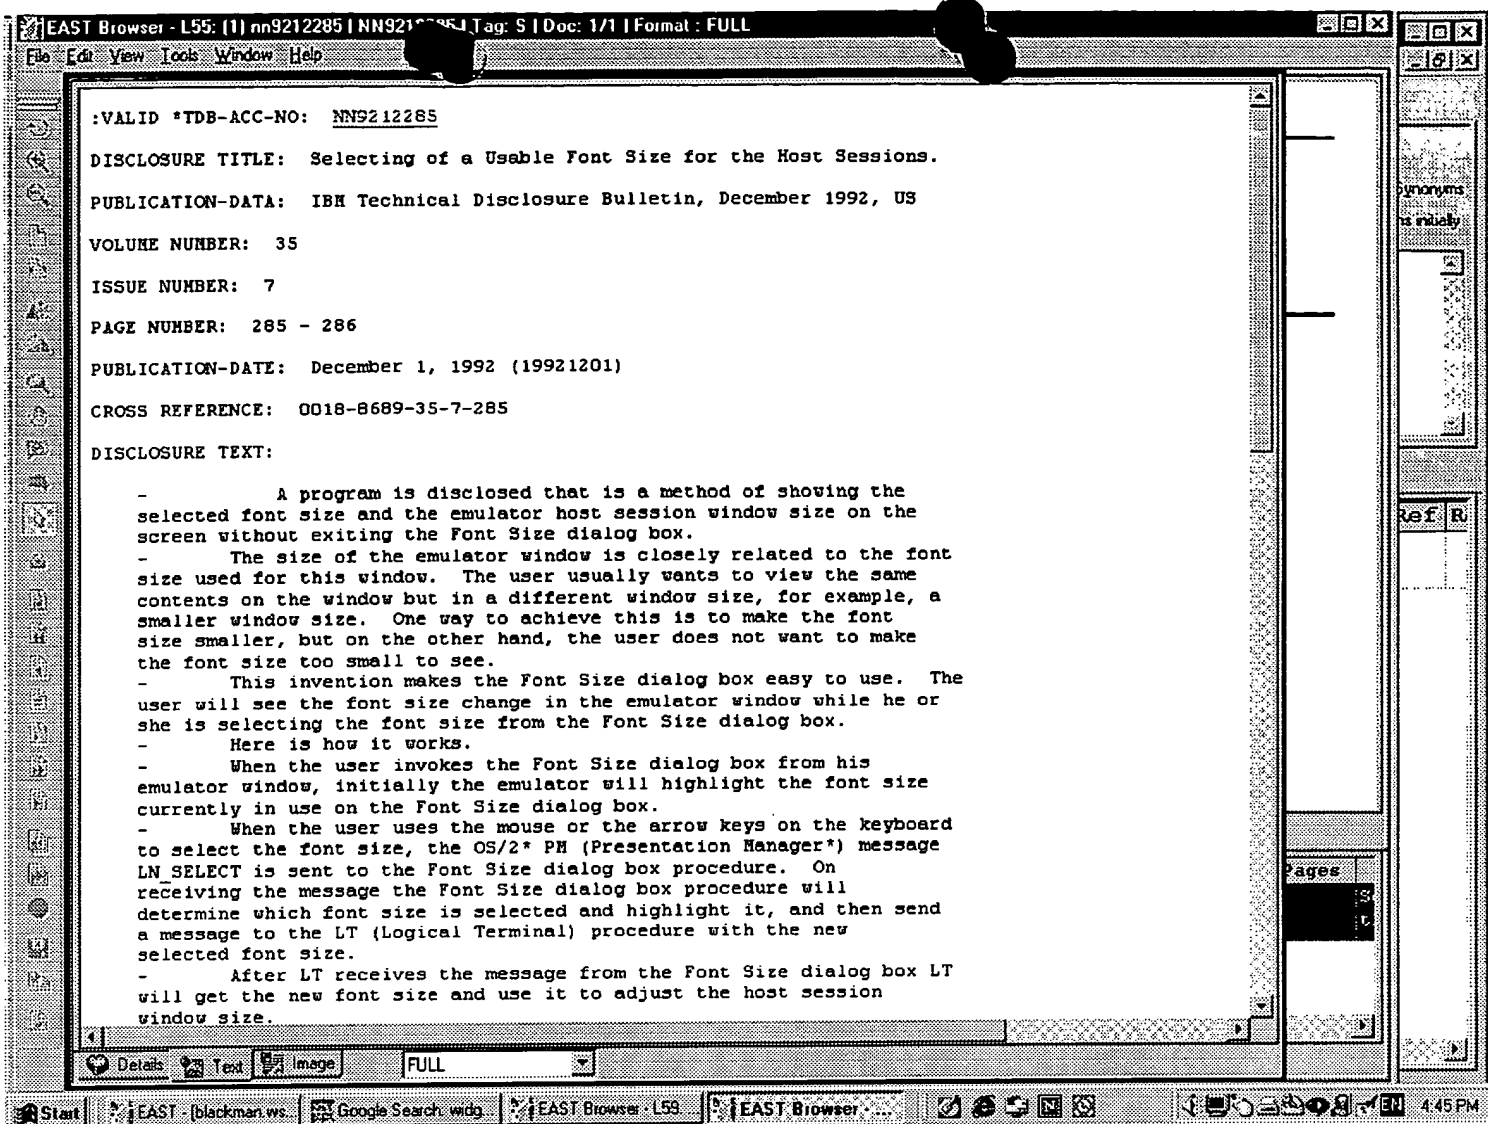 EAST Browser - L55: (1) nn9212285 | Tag: S | Doc: 1/1 | Format : FULL
File Edit View Tools Window Help
:VALID *TDB-ACC-NO: NN9212285
DISCLOSURE TITLE: Selecting of a Usable Font Size for the Host Sessions.
PUBLICATION-DATA: IBM Technical Disclosure Bulletin, December 1992, US
VOLUME NUMBER: 35
ISSUE NUMBER: 7
PAGE NUMBER: 285 - 286
PUBLICATION-DATE: December 1, 1992 (19921201)
CROSS REFERENCE: 0018-8689-35-7-285
DISCLOSURE TEXT:
- A program is disclosed that is a method of showing the
selected font size and the emulator host session window size on the
screen without exiting the Font Size dialog box.
- The size of the emulator window is closely related to the font
size used for this window. The user usually wants to view the same
contents on the window but in a different window size, for example, a
smaller window size. One way to achieve this is to make the font
size smaller, but on the other hand, the user does not want to make
the font size too small to see.
- This invention makes the Font Size dialog box easy to use. The
user will see the font size change in the emulator window while he or
she is selecting the font size from the Font Size dialog box.
- Here is how it works.
- When the user invokes the Font Size dialog box from his
emulator window, initially the emulator will highlight the font size
currently in use on the Font Size dialog box.
- When the user uses the mouse or the arrow keys on the keyboard
to select the font size, the OS/2* PM (Presentation Manager*) message
LN_SELECT is sent to the Font Size dialog box procedure. On
receiving the message the Font Size dialog box procedure will
determine which font size is selected and highlight it, and then send
a message to the LT (Logical Terminal) procedure with the new
selected font size.
- After LT receives the message from the Font Size dialog box LT
will get the new font size and use it to adjust the host session
window size.
ynonyms
ns initially
Ref R
Pages
S
t
Details Text Image FULL
Start EAST - [blackman.ws... Google Search: widg... EAST Browser - L59... EAST Browser - ... 4:45 PM